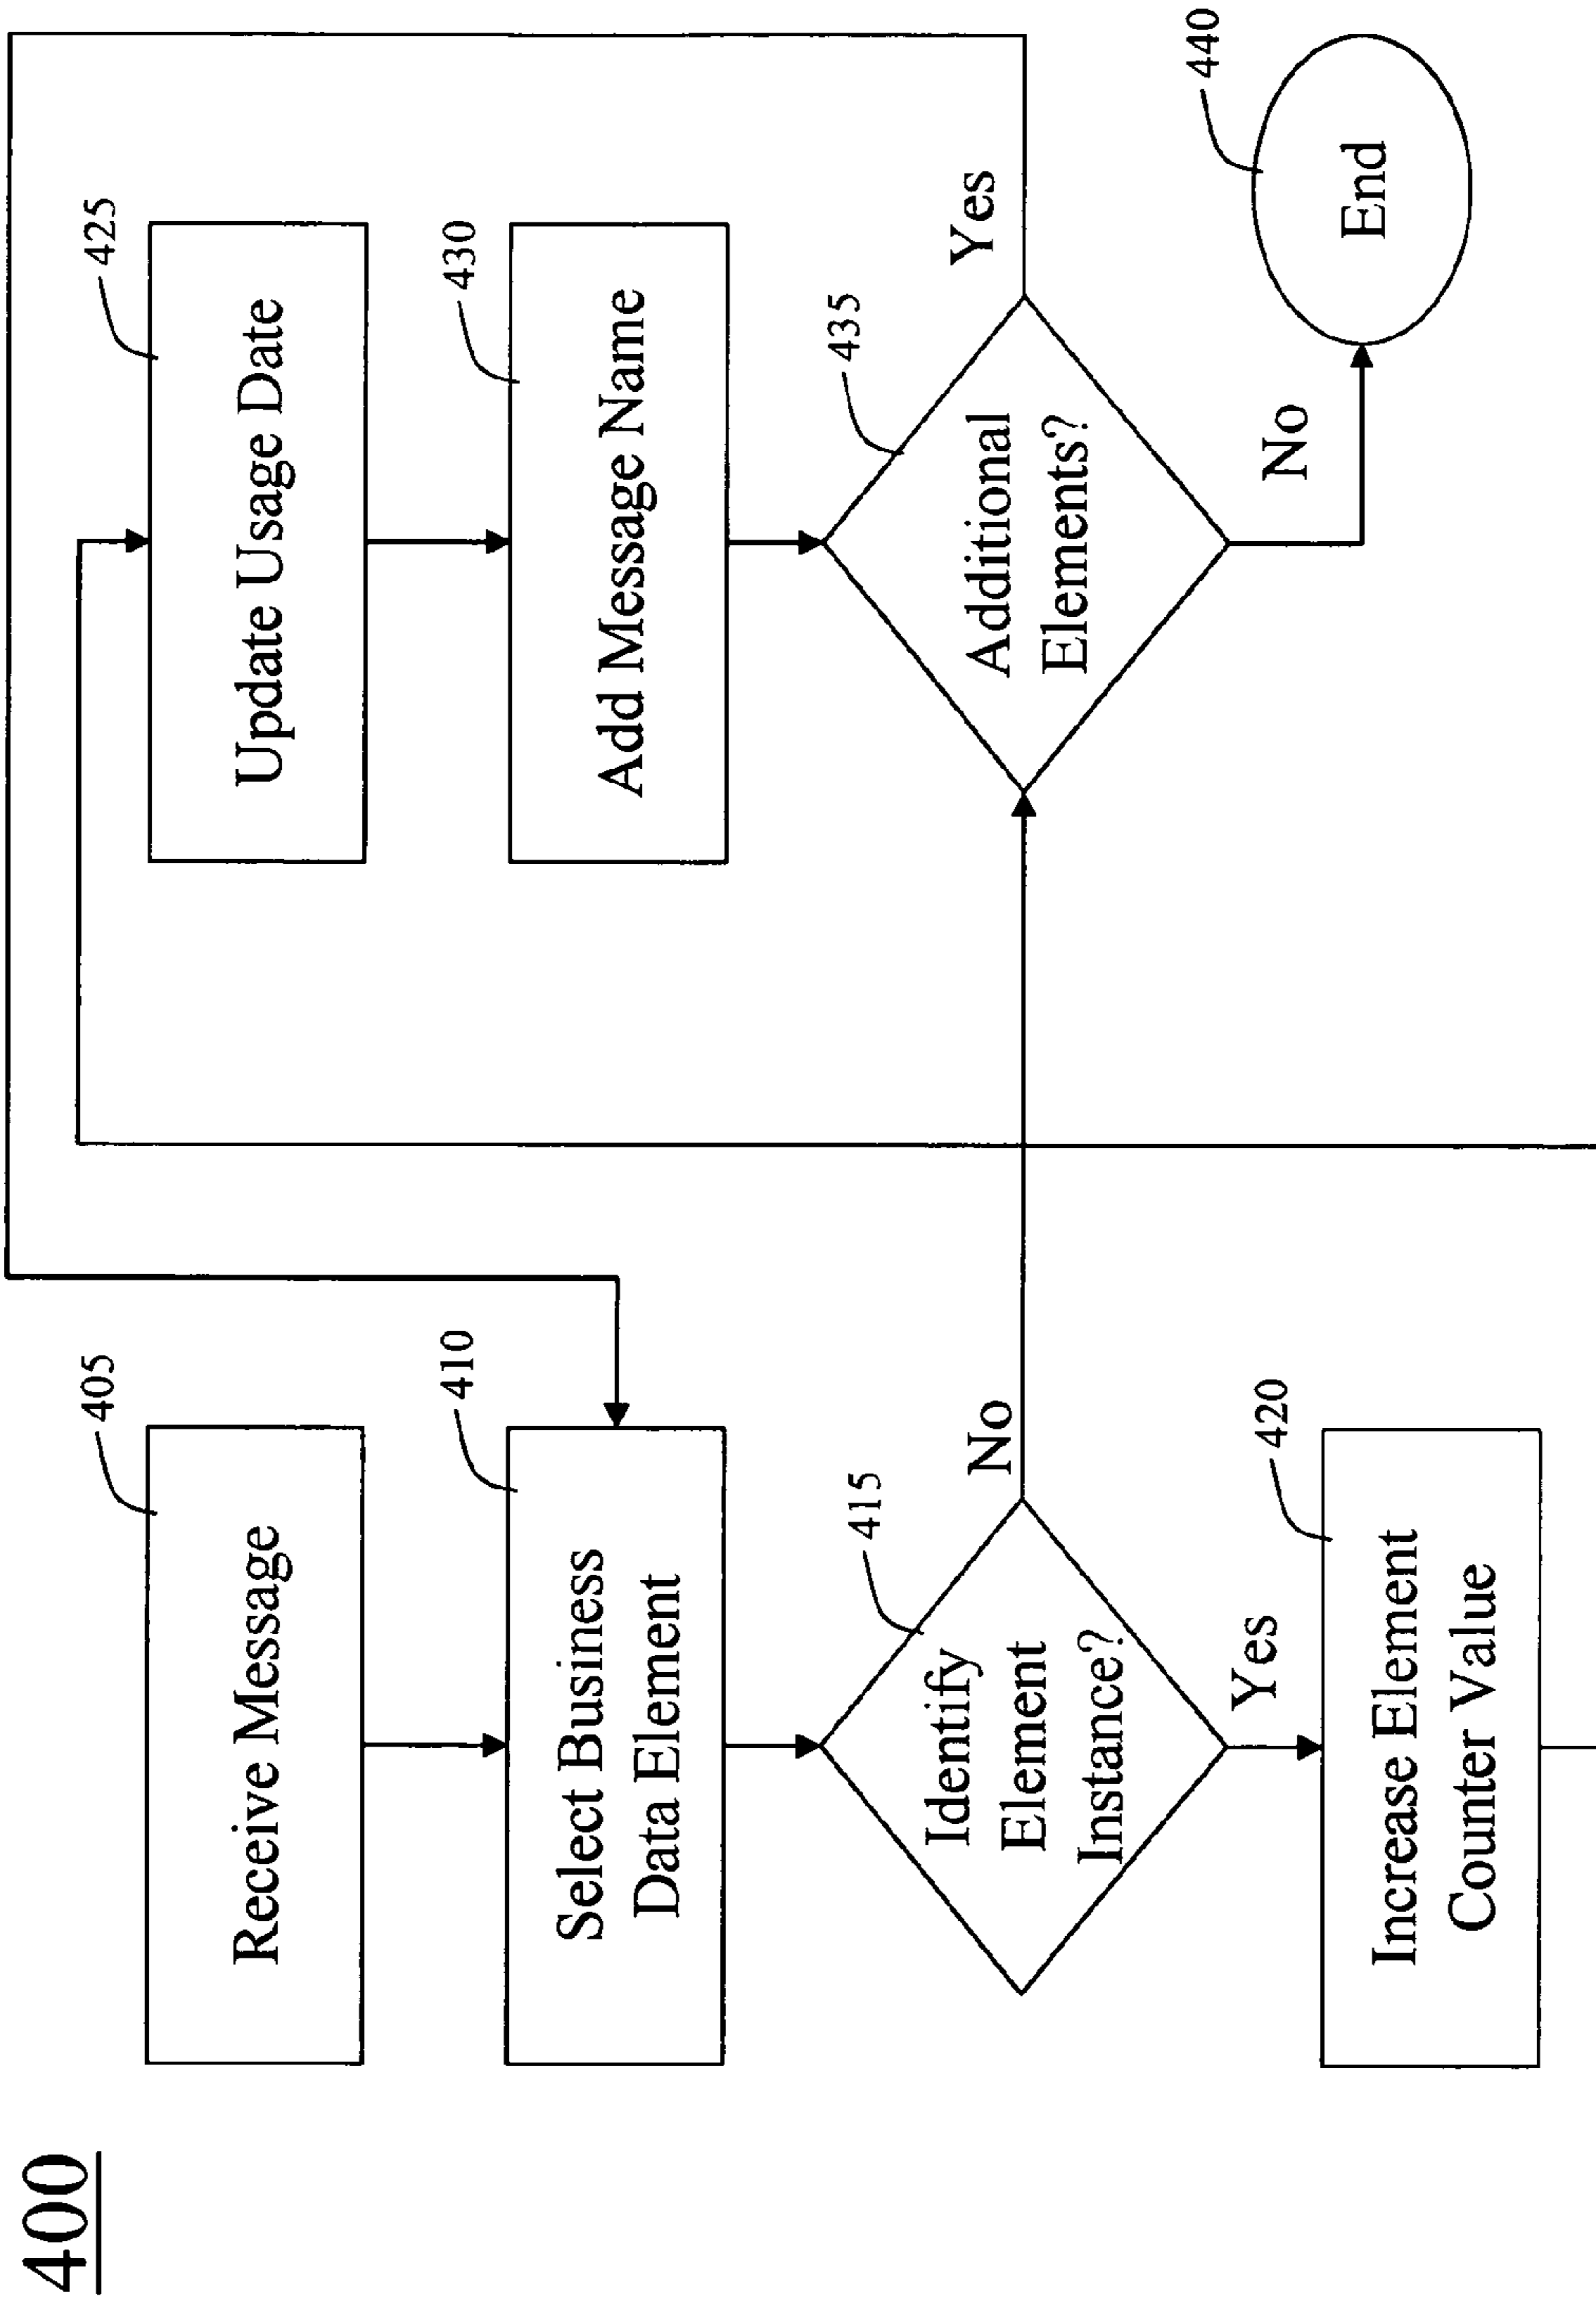 400
405
Receive Message
410
Select Business
Data Element
415
Identify
Element
Instance?
No
Yes
420
Increase Element
Counter Value
425
Update Usage Date
430
Add Message Name
435
Additional
Elements?
Yes
No
440
End